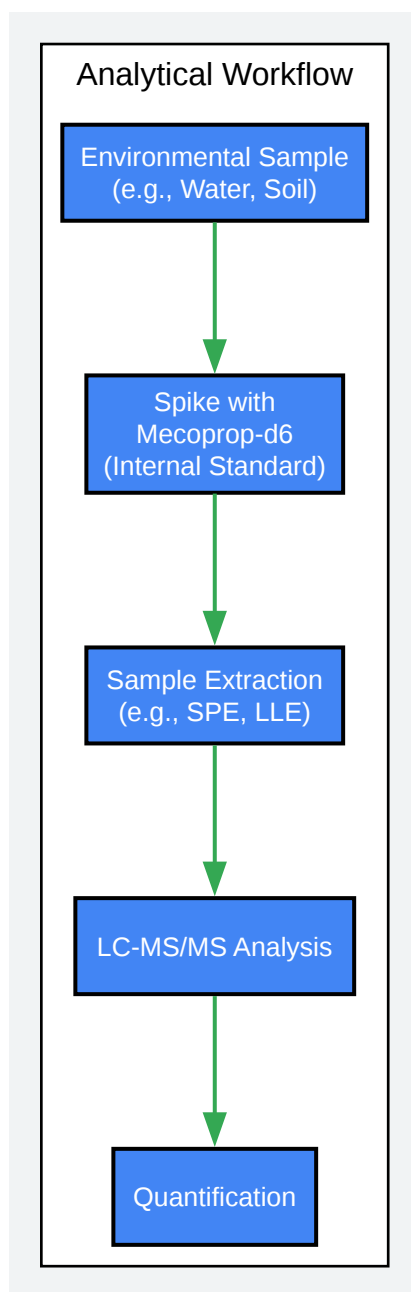 Analytical Workflow
Environmental Sample
(e.g., Water, Soil)
Spike with
Mecoprop-d6
(Internal Standard)
Sample Extraction
(e.g., SPE, LLE)
LC-MS/MS Analysis
Quantification